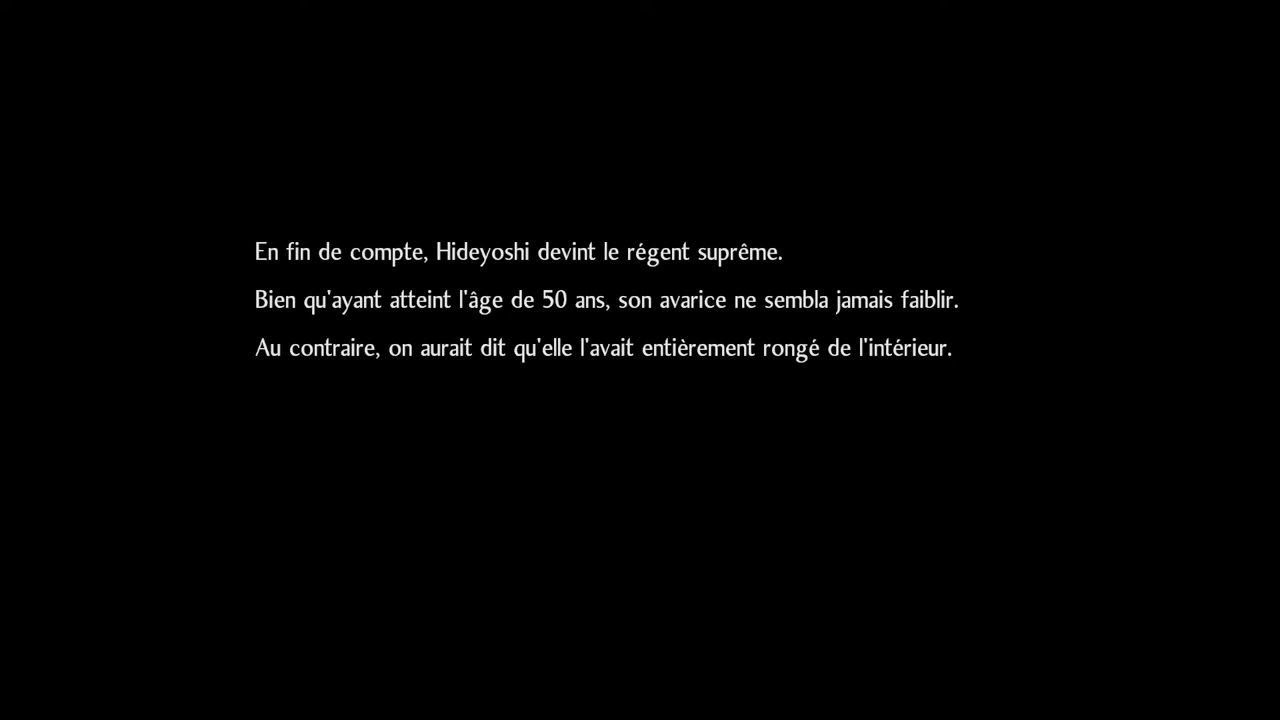 En fin de compte, Hideyoshi devint le régent suprême.
Bien qu'ayant atteint l'âge de 50 ans, son avarice ne sembla jamais faiblir.
Au contraire, on aurait dit qu'elle l'avait entièrement rongé de l'intérieur.